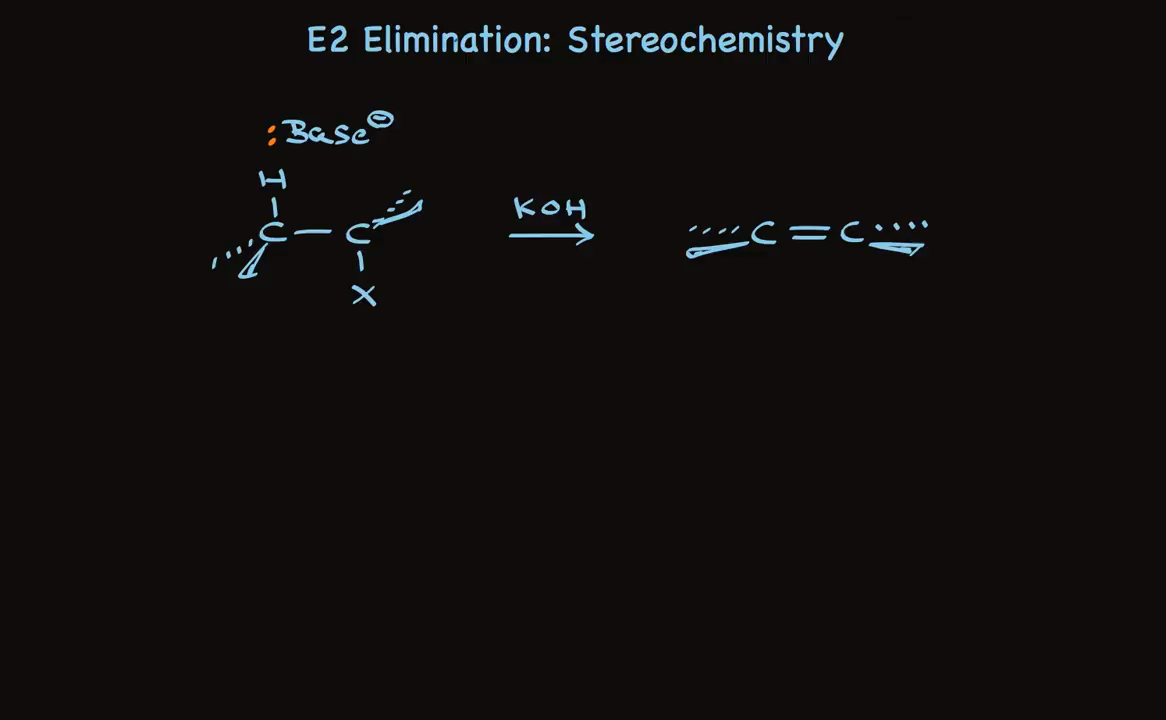 E2 Elimination: Stereochemistry
:Base⊖
H
KOH
C — C
C = C
X